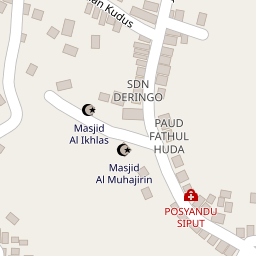 an Kudus
SDN
DERINGO
Masjid
Al Ikhlas
PAUD
FATHUL
HUDA
Masjid
Al Muhajirin
POSYANDU
SIPUT